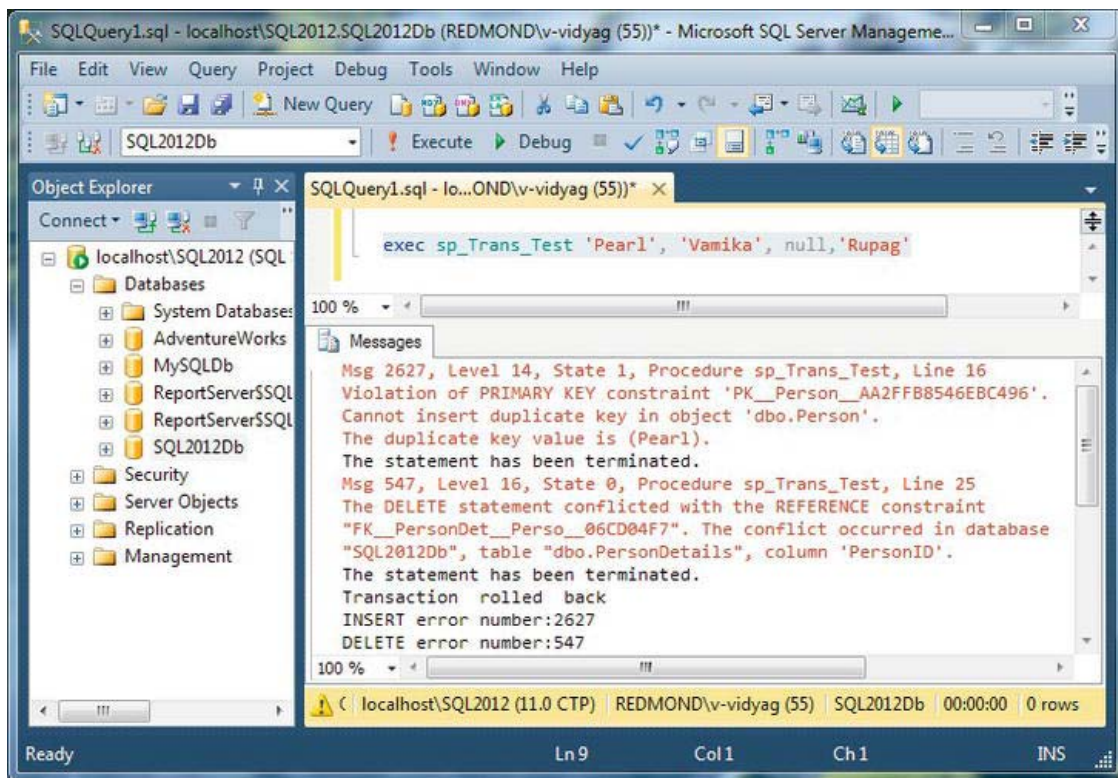 SQLQuery1.sql - localhost\SQL2012.SQL2012Db (REDMOND\v-vidyag (55))* - Microsoft SQL Server Manageme...
File Edit View Query Project Debug Tools Window Help
New Query
SQL2012Db Execute Debug
Object Explorer
Connect
localhost\SQL2012 (SQL
Databases
System Databases
AdventureWorks
MySQLDb
ReportServer$SQL
ReportServer$SQL
SQL2012Db
Security
Server Objects
Replication
Management
SQLQuery1.sql - lo...OND\v-vidyag (55))*
exec sp_Trans_Test 'Pearl', 'Vamika', null,'Rupag'
100 %
Messages
Msg 2627, Level 14, State 1, Procedure sp_Trans_Test, Line 16
Violation of PRIMARY KEY constraint 'PK__Person__AA2FFB8546EBC496'.
Cannot insert duplicate key in object 'dbo.Person'.
The duplicate key value is (Pearl).
The statement has been terminated.
Msg 547, Level 16, State 0, Procedure sp_Trans_Test, Line 25
The DELETE statement conflicted with the REFERENCE constraint
"FK__PersonDet__Perso__06CD04F7". The conflict occurred in database
"SQL2012Db", table "dbo.PersonDetails", column 'PersonID'.
The statement has been terminated.
Transaction rolled back
INSERT error number:2627
DELETE error number:547
100 %
( localhost\SQL2012 (11.0 CTP) REDMOND\v-vidyag (55) SQL2012Db 00:00:00 0 rows
Ready Ln 9 Col 1 Ch 1 INS